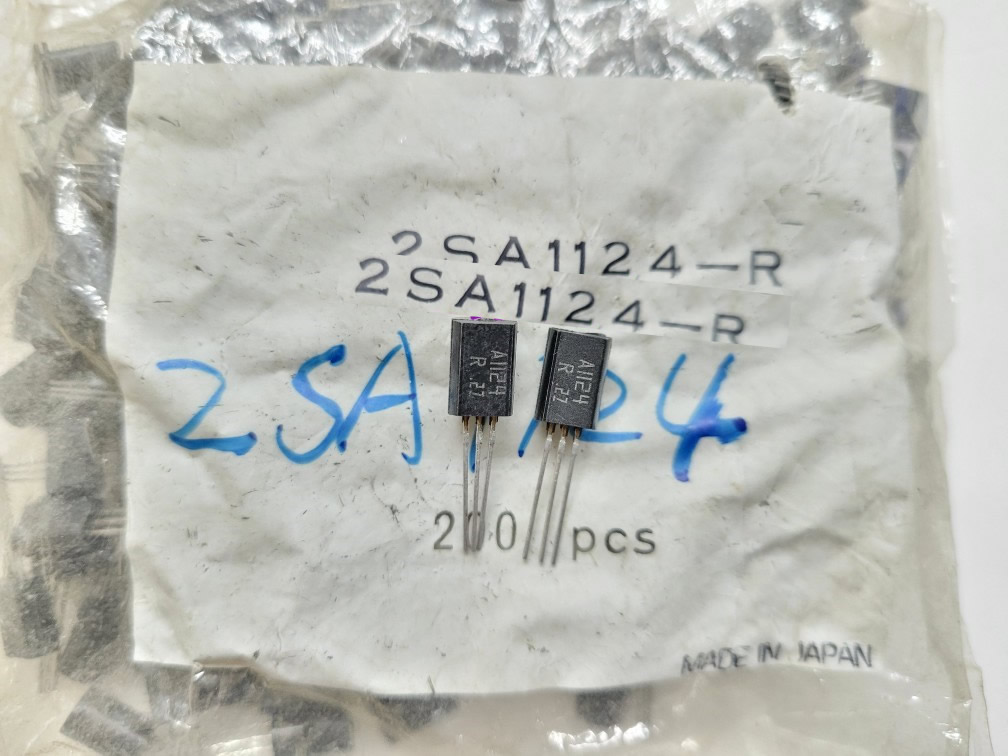 2SA1124-R
2SA1124-R
2SA1124
A1124
R .27
A1124
R .27
200 pcs
MADE IN JAPAN